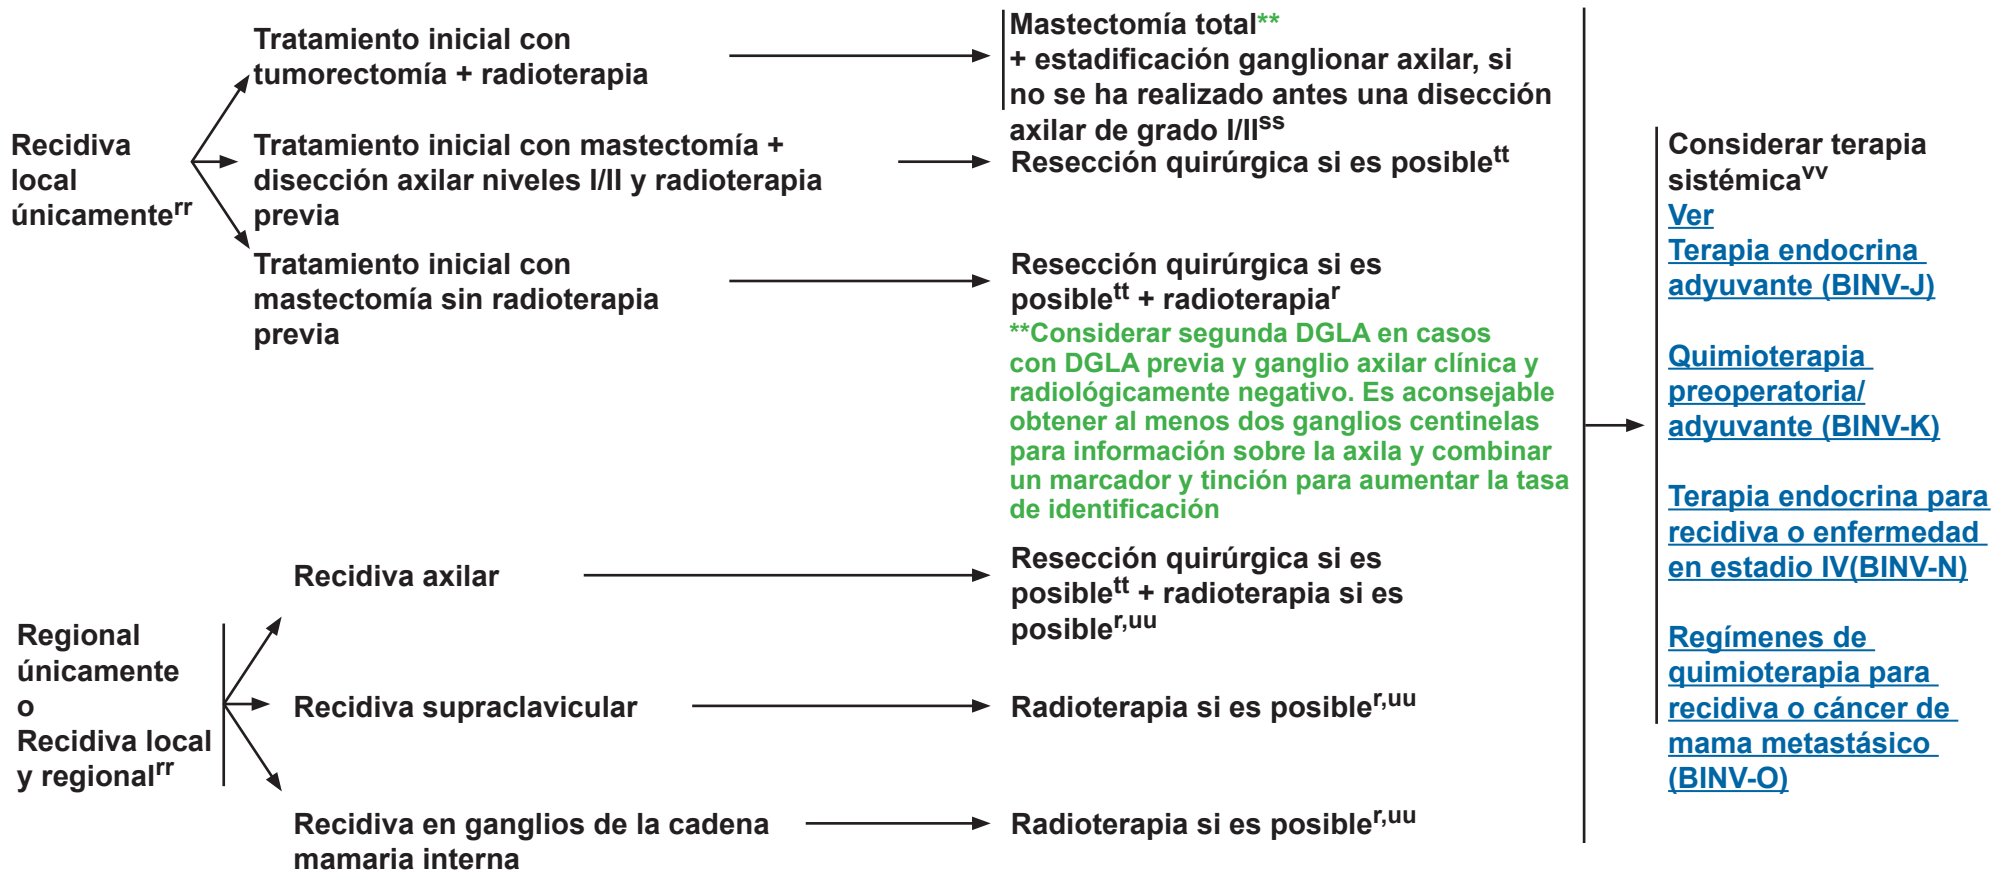 Recidiva
local
únicamenterr
Tratamiento inicial con
tumorectomía + radioterapia
Mastectomía total**
+ estadificación ganglionar axilar, si
no se ha realizado antes una disección
axilar de grado I/IIss
Tratamiento inicial con mastectomía +
disección axilar niveles I/II y radioterapia
previa
Resección quirúrgica si es posiblett
Tratamiento inicial con
mastectomía sin radioterapia
previa
Resección quirúrgica si es
posiblett + radioterapiar
**Considerar segunda DGLA en casos
con DGLA previa y ganglio axilar clínica y
radiológicamente negativo. Es aconsejable
obtener al menos dos ganglios centinelas
para información sobre la axila y combinar
un marcador y tinción para aumentar la tasa
de identificación
Regional
únicamente
o
Recidiva local
y regionalrr
Recidiva axilar
Resección quirúrgica si es
posiblett + radioterapia si es
posibler,uu
Recidiva supraclavicular
Radioterapia si es posibler,uu
Recidiva en ganglios de la cadena
mamaria interna
Radioterapia si es posibler,uu
Considerar terapia
sistémicavv
Ver
Terapia endocrina
adyuvante (BINV-J)
Quimioterapia
preoperatoria/
adyuvante (BINV-K)
Terapia endocrina para
recidiva o enfermedad
en estadio IV(BINV-N)
Regímenes de
quimioterapia para
recidiva o cáncer de
mama metastásico
(BINV-O)